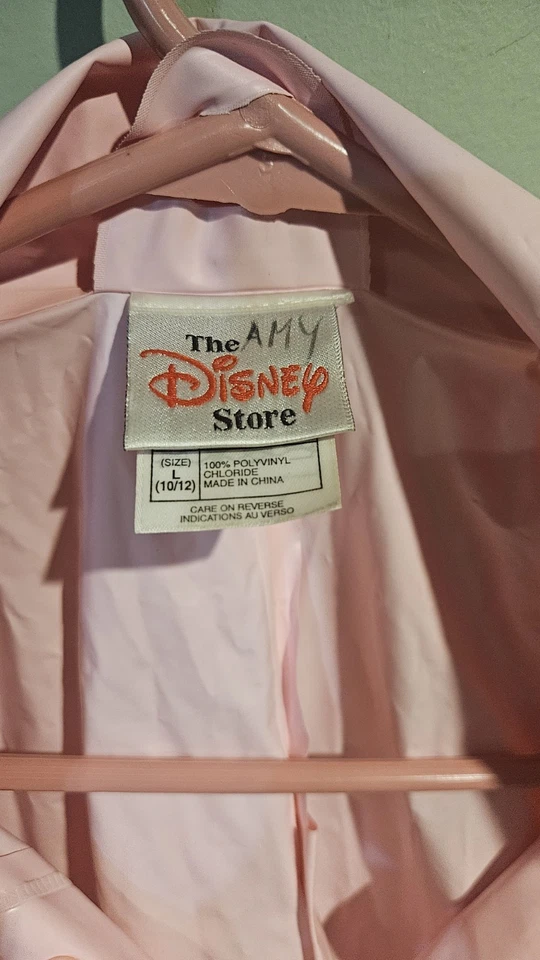 The AMY
Disney
Store
(SIZE)
L
(10/12)
100% POLYVINYL
CHLORIDE
MADE IN CHINA
CARE ON REVERSE
INDICATIONS AU VERSO